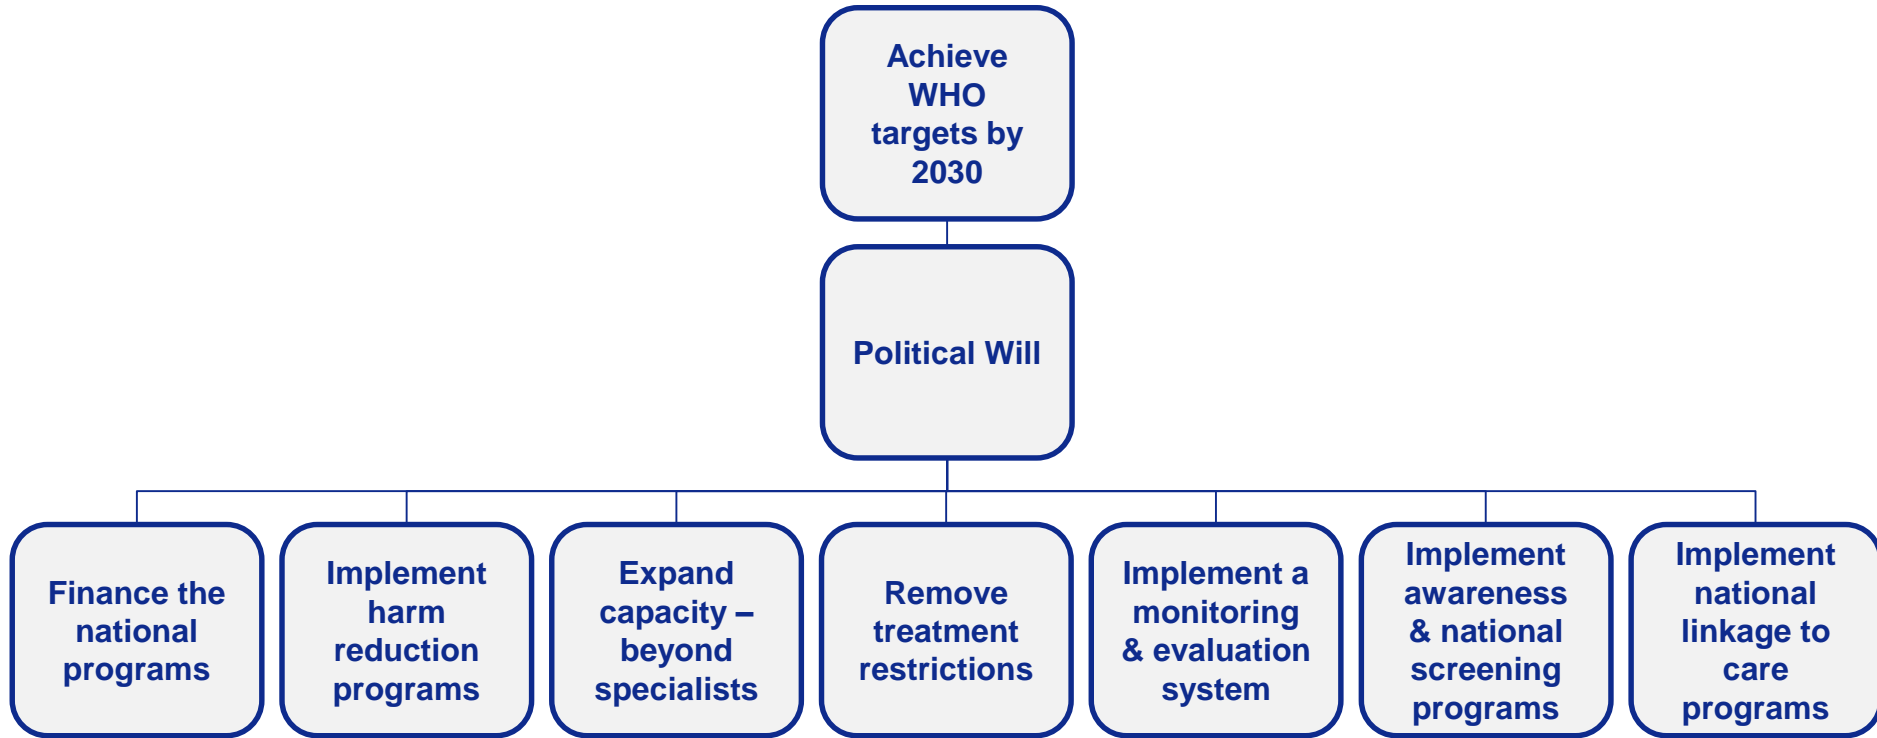 Achieve
WHO
targets by
2030
Political Will
Finance the
national
programs
Implement
harm
reduction
programs
Expand
capacity –
beyond
specialists
Remove
treatment
restrictions
Implement a
monitoring
& evaluation
system
Implement
awareness
& national
screening
programs
Implement
national
linkage to
care
programs